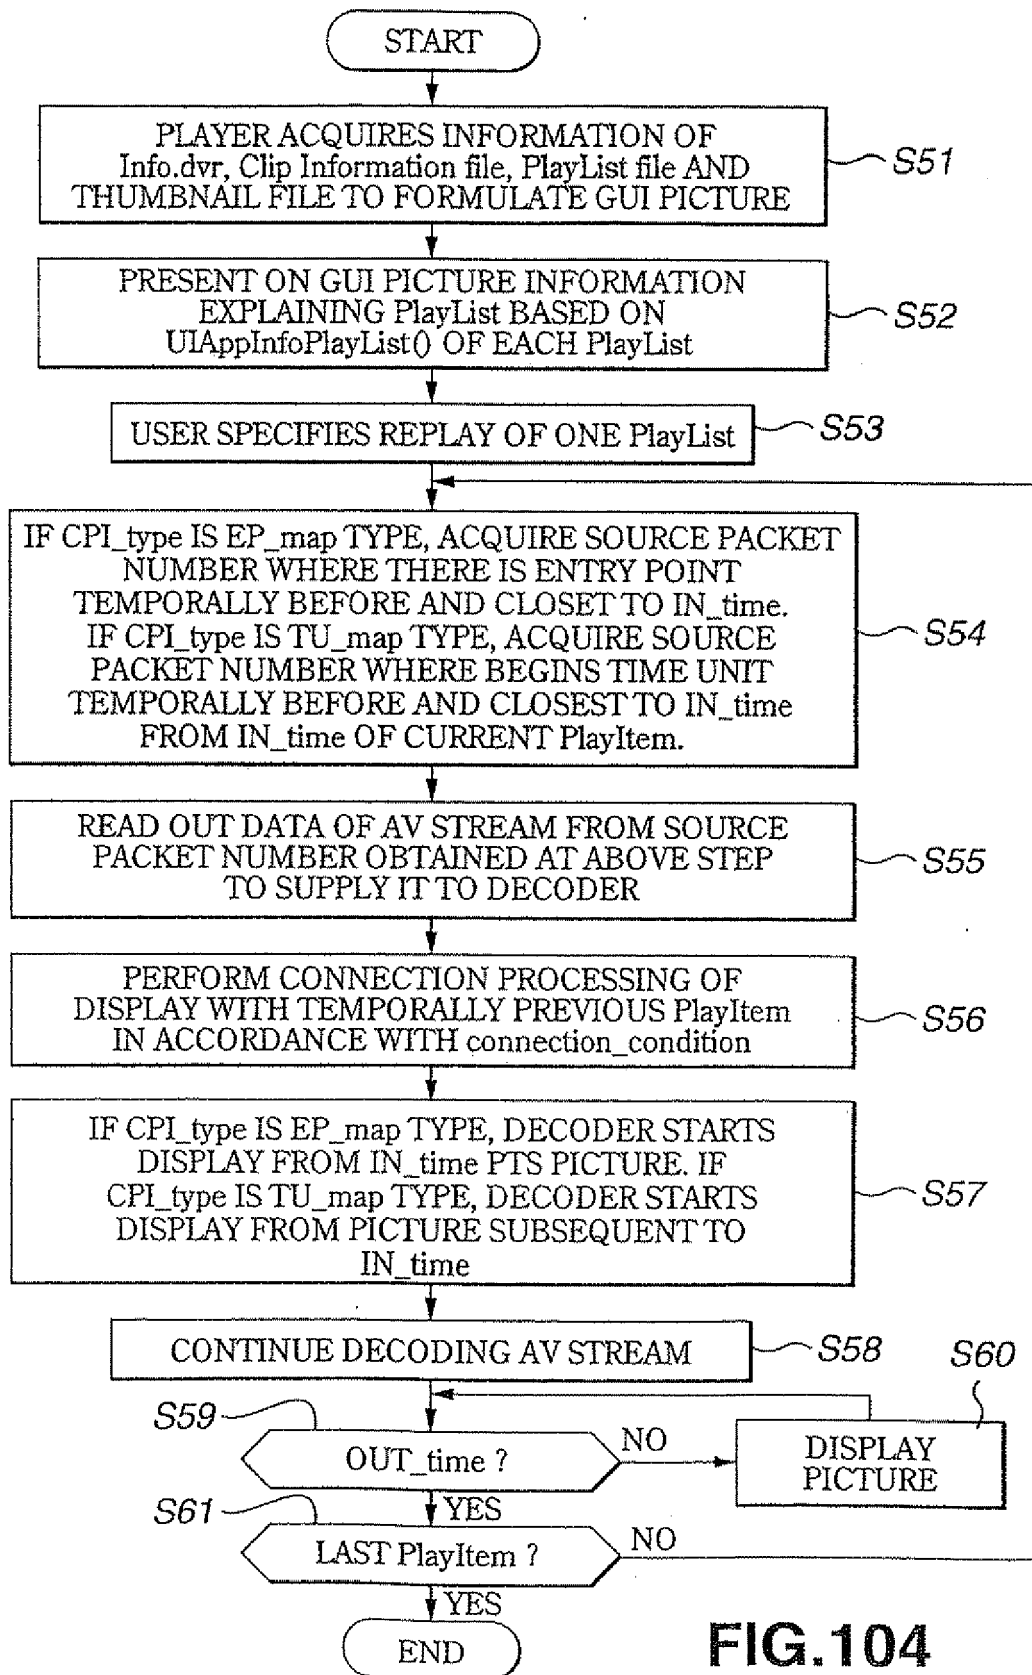 START
PLAYER ACQUIRES INFORMATION OF
Info.dvr, Clip Information file, PlayList file AND
THUMBNAIL FILE TO FORMULATE GUI PICTURE
S51
PRESENT ON GUI PICTURE INFORMATION
EXPLAINING PlayList BASED ON
UIAppInfoPlayList() OF EACH PlayList
S52
USER SPECIFIES REPLAY OF ONE PlayList
S53
IF CPI_type IS EP_map TYPE, ACQUIRE SOURCE PACKET
NUMBER WHERE THERE IS ENTRY POINT
TEMPORALLY BEFORE AND CLOSET TO IN_time.
IF CPI_type IS TU_map TYPE, ACQUIRE SOURCE
PACKET NUMBER WHERE BEGINS TIME UNIT
TEMPORALLY BEFORE AND CLOSEST TO IN_time
FROM IN_time OF CURRENT PlayItem.
S54
READ OUT DATA OF AV STREAM FROM SOURCE
PACKET NUMBER OBTAINED AT ABOVE STEP
TO SUPPLY IT TO DECODER
S55
PERFORM CONNECTION PROCESSING OF
DISPLAY WITH TEMPORALLY PREVIOUS PlayItem
IN ACCORDANCE WITH connection_condition
S56
IF CPI_type IS EP_map TYPE, DECODER STARTS
DISPLAY FROM IN_time PTS PICTURE. IF
CPI_type IS TU_map TYPE, DECODER STARTS
DISPLAY FROM PICTURE SUBSEQUENT TO
IN_time
S57
CONTINUE DECODING AV STREAM
S58
S59
OUT_time ?
NO
S60
DISPLAY
PICTURE
YES
S61
LAST PlayItem ?
NO
YES
END
FIG.104